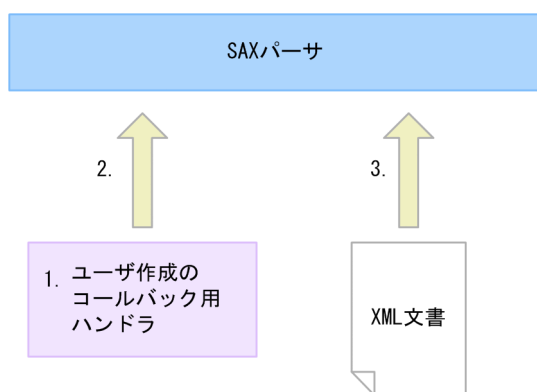 SAXパーサ
2.
3.
1. ユーザ作成の
コールバック用
ハンドラ
XML文書